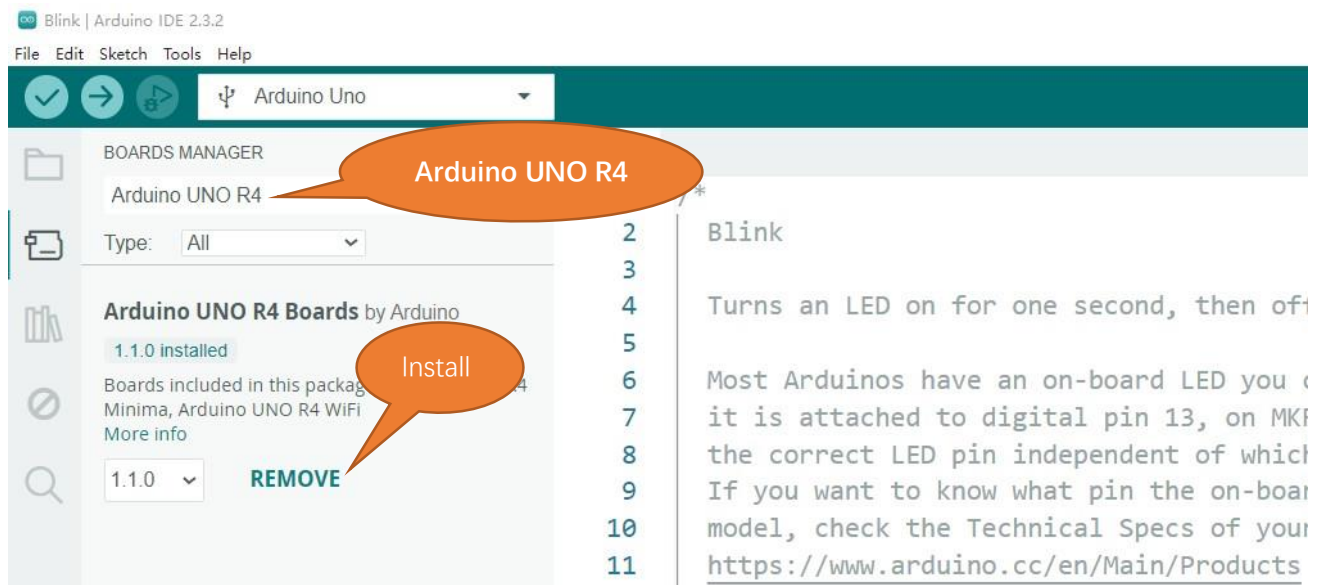 Blink | Arduino IDE 2.3.2
File Edit Sketch Tools Help
Arduino Uno
BOARDS MANAGER
Arduino UNO R4
Arduino UNO R4
Type: All
Arduino UNO R4 Boards by Arduino
1.1.0 installed
Install
Boards included in this packag R4
Minima, Arduino UNO R4 WiFi
More info
1.1.0 REMOVE
/*
2 Blink
3
4 Turns an LED on for one second, then off
5
6 Most Arduinos have an on-board LED you
7 it is attached to digital pin 13, on MKR
8 the correct LED pin independent of which
9 If you want to know what pin the on-boar
10 model, check the Technical Specs of your
11 https://www.arduino.cc/en/Main/Products